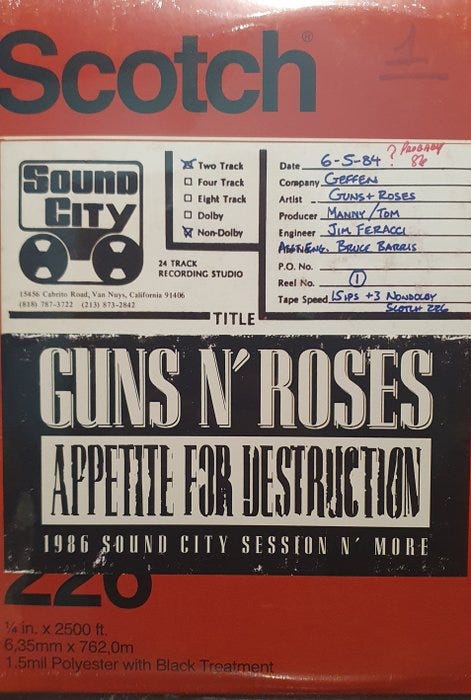 Scotch®
1
Sound
City
24 TRACK
RECORDING STUDIO
15456 Cabrito Road, Van Nuys, California 91406
(818) 787-3722 (213) 873-2842
Two Track
Four Track
Eight Track
Dolby
Non-Dolby
Date 6-5-84 ? PROBABLY 86
Company GEFFEN
Artist GUNS + ROSES
Producer MANNY/TOM
Engineer JIM FERACCI
ASST. ENG. BRUCE BARRIS
P.O. No.
Reel No. 1
Tape Speed 15 IPS +3 NONDOLBY
SCOTCH 226
TITLE
GUNS N' ROSES
APPETITE FOR DESTRUCTION
1986 SOUND CITY SESSION N' MORE
226
¼ in. x 2500 ft.
6,35mm x 762,0m
1.5mil Polyester with Black Treatment